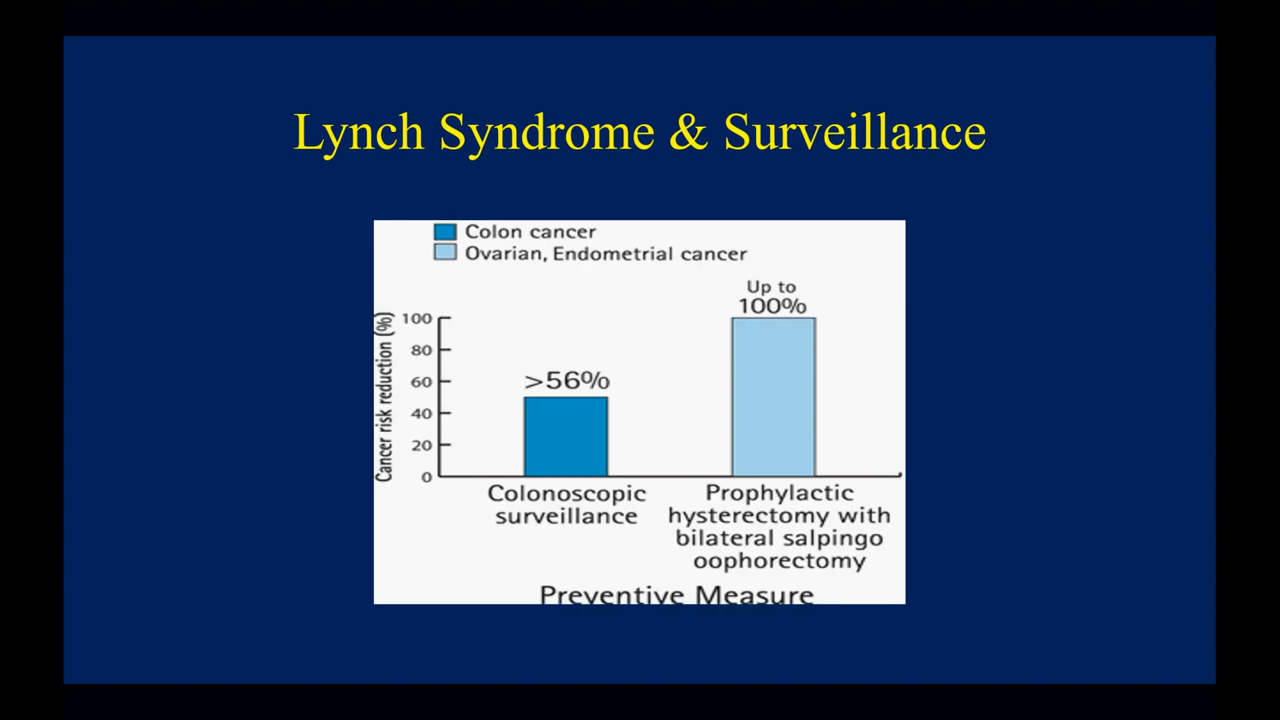 Lynch Syndrome & Surveillance
Colon cancer
Ovarian, Endometrial cancer
Up to
100%
>56%
Cancer risk reduction (%)
100
80
60
40
20
0
Colonoscopic
surveillance
Prophylactic
hysterectomy with
bilateral salpingo
oophorectomy
Preventive Measure